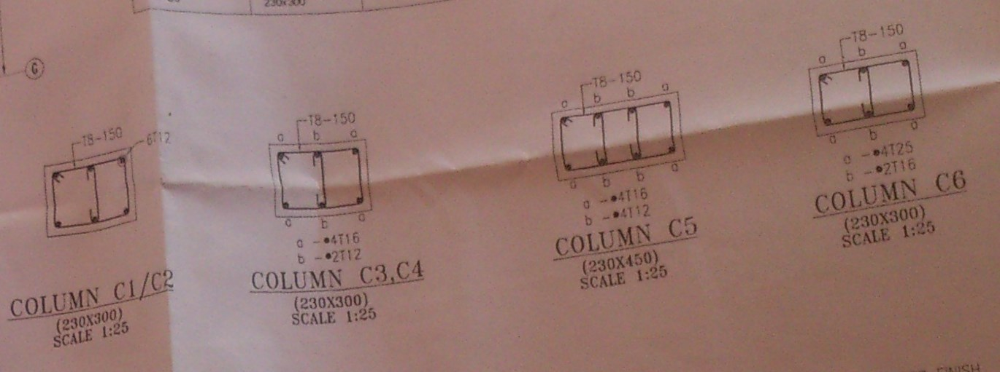 230x300
G
T8-150
6T12
COLUMN C1/C2
(230X300)
SCALE 1:25
T8-150
a b a
a b a
a -•4T16
b -•2T12
COLUMN C3,C4
(230X300)
SCALE 1:25
T8-150
a b b a
a b b a
a -•4T16
b -•4T12
COLUMN C5
(230X450)
SCALE 1:25
T8-150
a b a
a b a
a -•4T25
b -•2T16
COLUMN C6
(230X300)
SCALE 1:25
FINISH